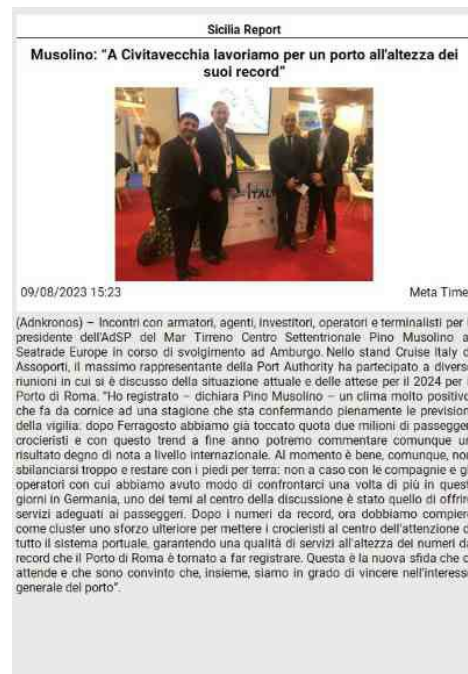 Sicilia Report
Musolino: “A Civitavecchia lavoriamo per un porto all'altezza dei
suoi record”
ITAL
09/08/2023 15:23 Meta Time
(Adnkronos) – Incontri con armatori, agenti, investitori, operatori e terminalisti per i
presidente dell'AdSP del Mar Tirreno Centro Settentrionale Pino Musolino a
Seatrade Europe in corso di svolgimento ad Amburgo. Nello stand Cruise Italy d
Assoporti, il massimo rappresentante della Port Authority ha partecipato a divers
riunioni in cui si è discusso della situazione attuale e delle attese per il 2024 per i
Porto di Roma. “Ho registrato – dichiara Pino Musolino – un clima molto positivo
che fa da cornice ad una stagione che sta confermando pienamente le prevision
della vigilia: dopo Ferragosto abbiamo già toccato quota due milioni di passegger
crocieristi e con questo trend a fine anno potremo commentare comunque un
risultato degno di nota a livello internazionale. Al momento è bene, comunque, non
sbilanciarsi troppo e restare con i piedi per terra: non a caso con le compagnie e gl
operatori con cui abbiamo avuto modo di confrontarci una volta di più in quest
giorni in Germania, uno dei temi al centro della discussione è stato quello di offrire
servizi adeguati ai passeggeri. Dopo i numeri da record, ora dobbiamo compiere
come cluster uno sforzo ulteriore per mettere i crocieristi al centro dell'attenzione d
tutto il sistema portuale, garantendo una qualità di servizi all'altezza dei numeri da
record che il Porto di Roma è tornato a far registrare. Questa è la nuova sfida che c
attende e che sono convinto che, insieme, siamo in grado di vincere nell'interesse
generale del porto”.